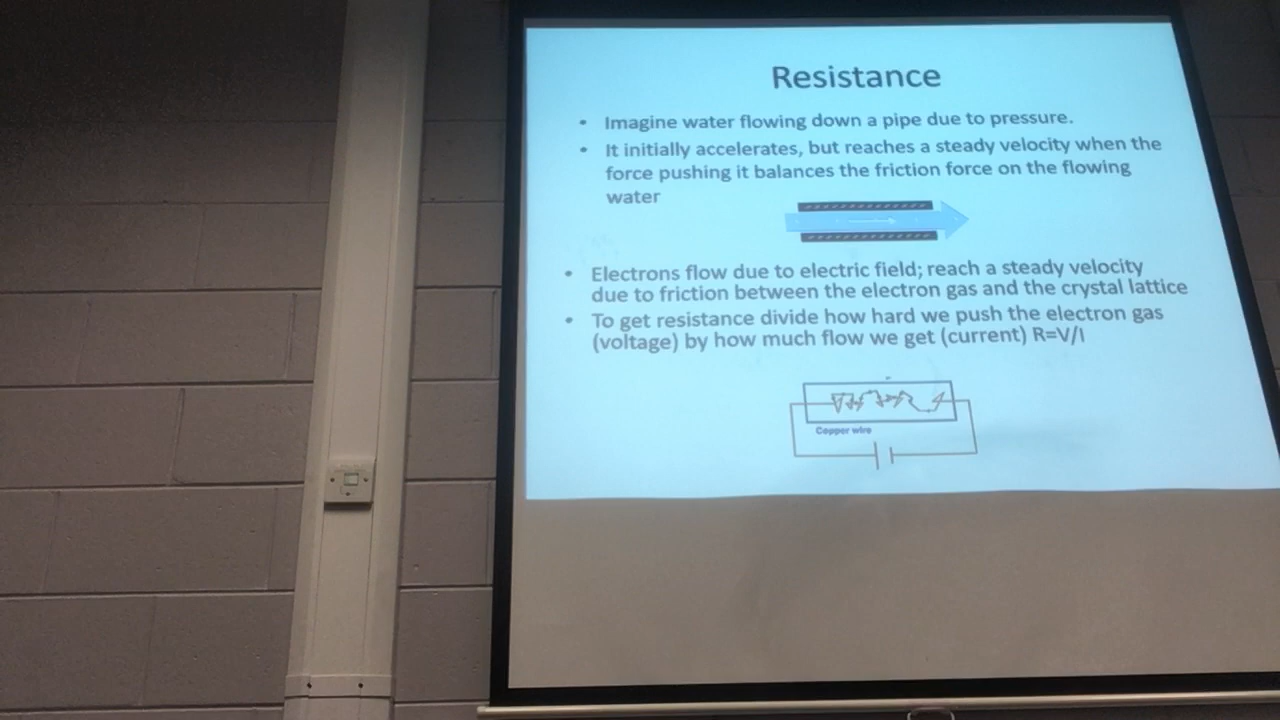 Resistance
• Imagine water flowing down a pipe due to pressure.
• It initially accelerates, but reaches a steady velocity when the
force pushing it balances the friction force on the flowing
water
• Electrons flow due to electric field; reach a steady velocity
due to friction between the electron gas and the crystal lattice
• To get resistance divide how hard we push the electron gas
(voltage) by how much flow we get (current) R=V/I
Copper wire